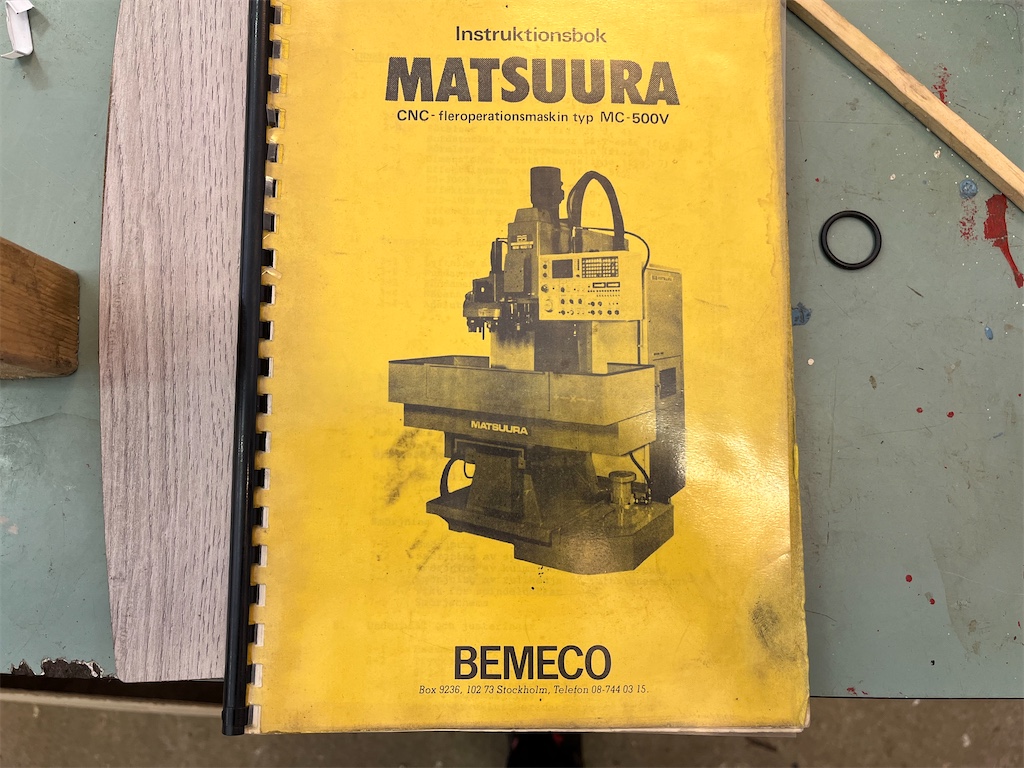 Instruktionsbok
MATSUURA
CNC-fleroperationsmaskin typ MC-500V
MATSUURA
BEMECO
Box 9236, 102 73 Stockholm, Telefon 08-744 03 15.